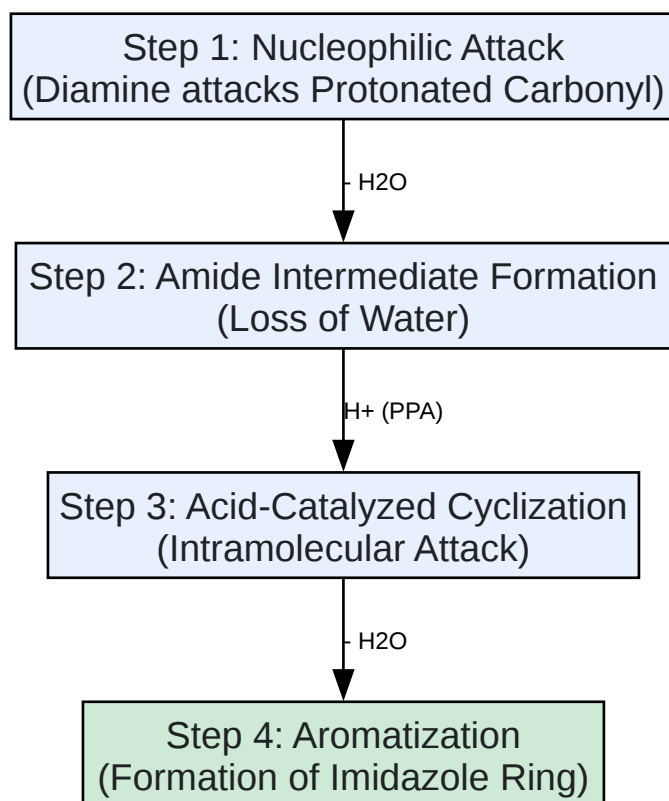 Step 1: Nucleophilic Attack
(Diamine attacks Protonated Carbonyl)
- H2O
Step 2: Amide Intermediate Formation
(Loss of Water)
H+ (PPA)
Step 3: Acid-Catalyzed Cyclization
(Intramolecular Attack)
- H2O
Step 4: Aromatization
(Formation of Imidazole Ring)